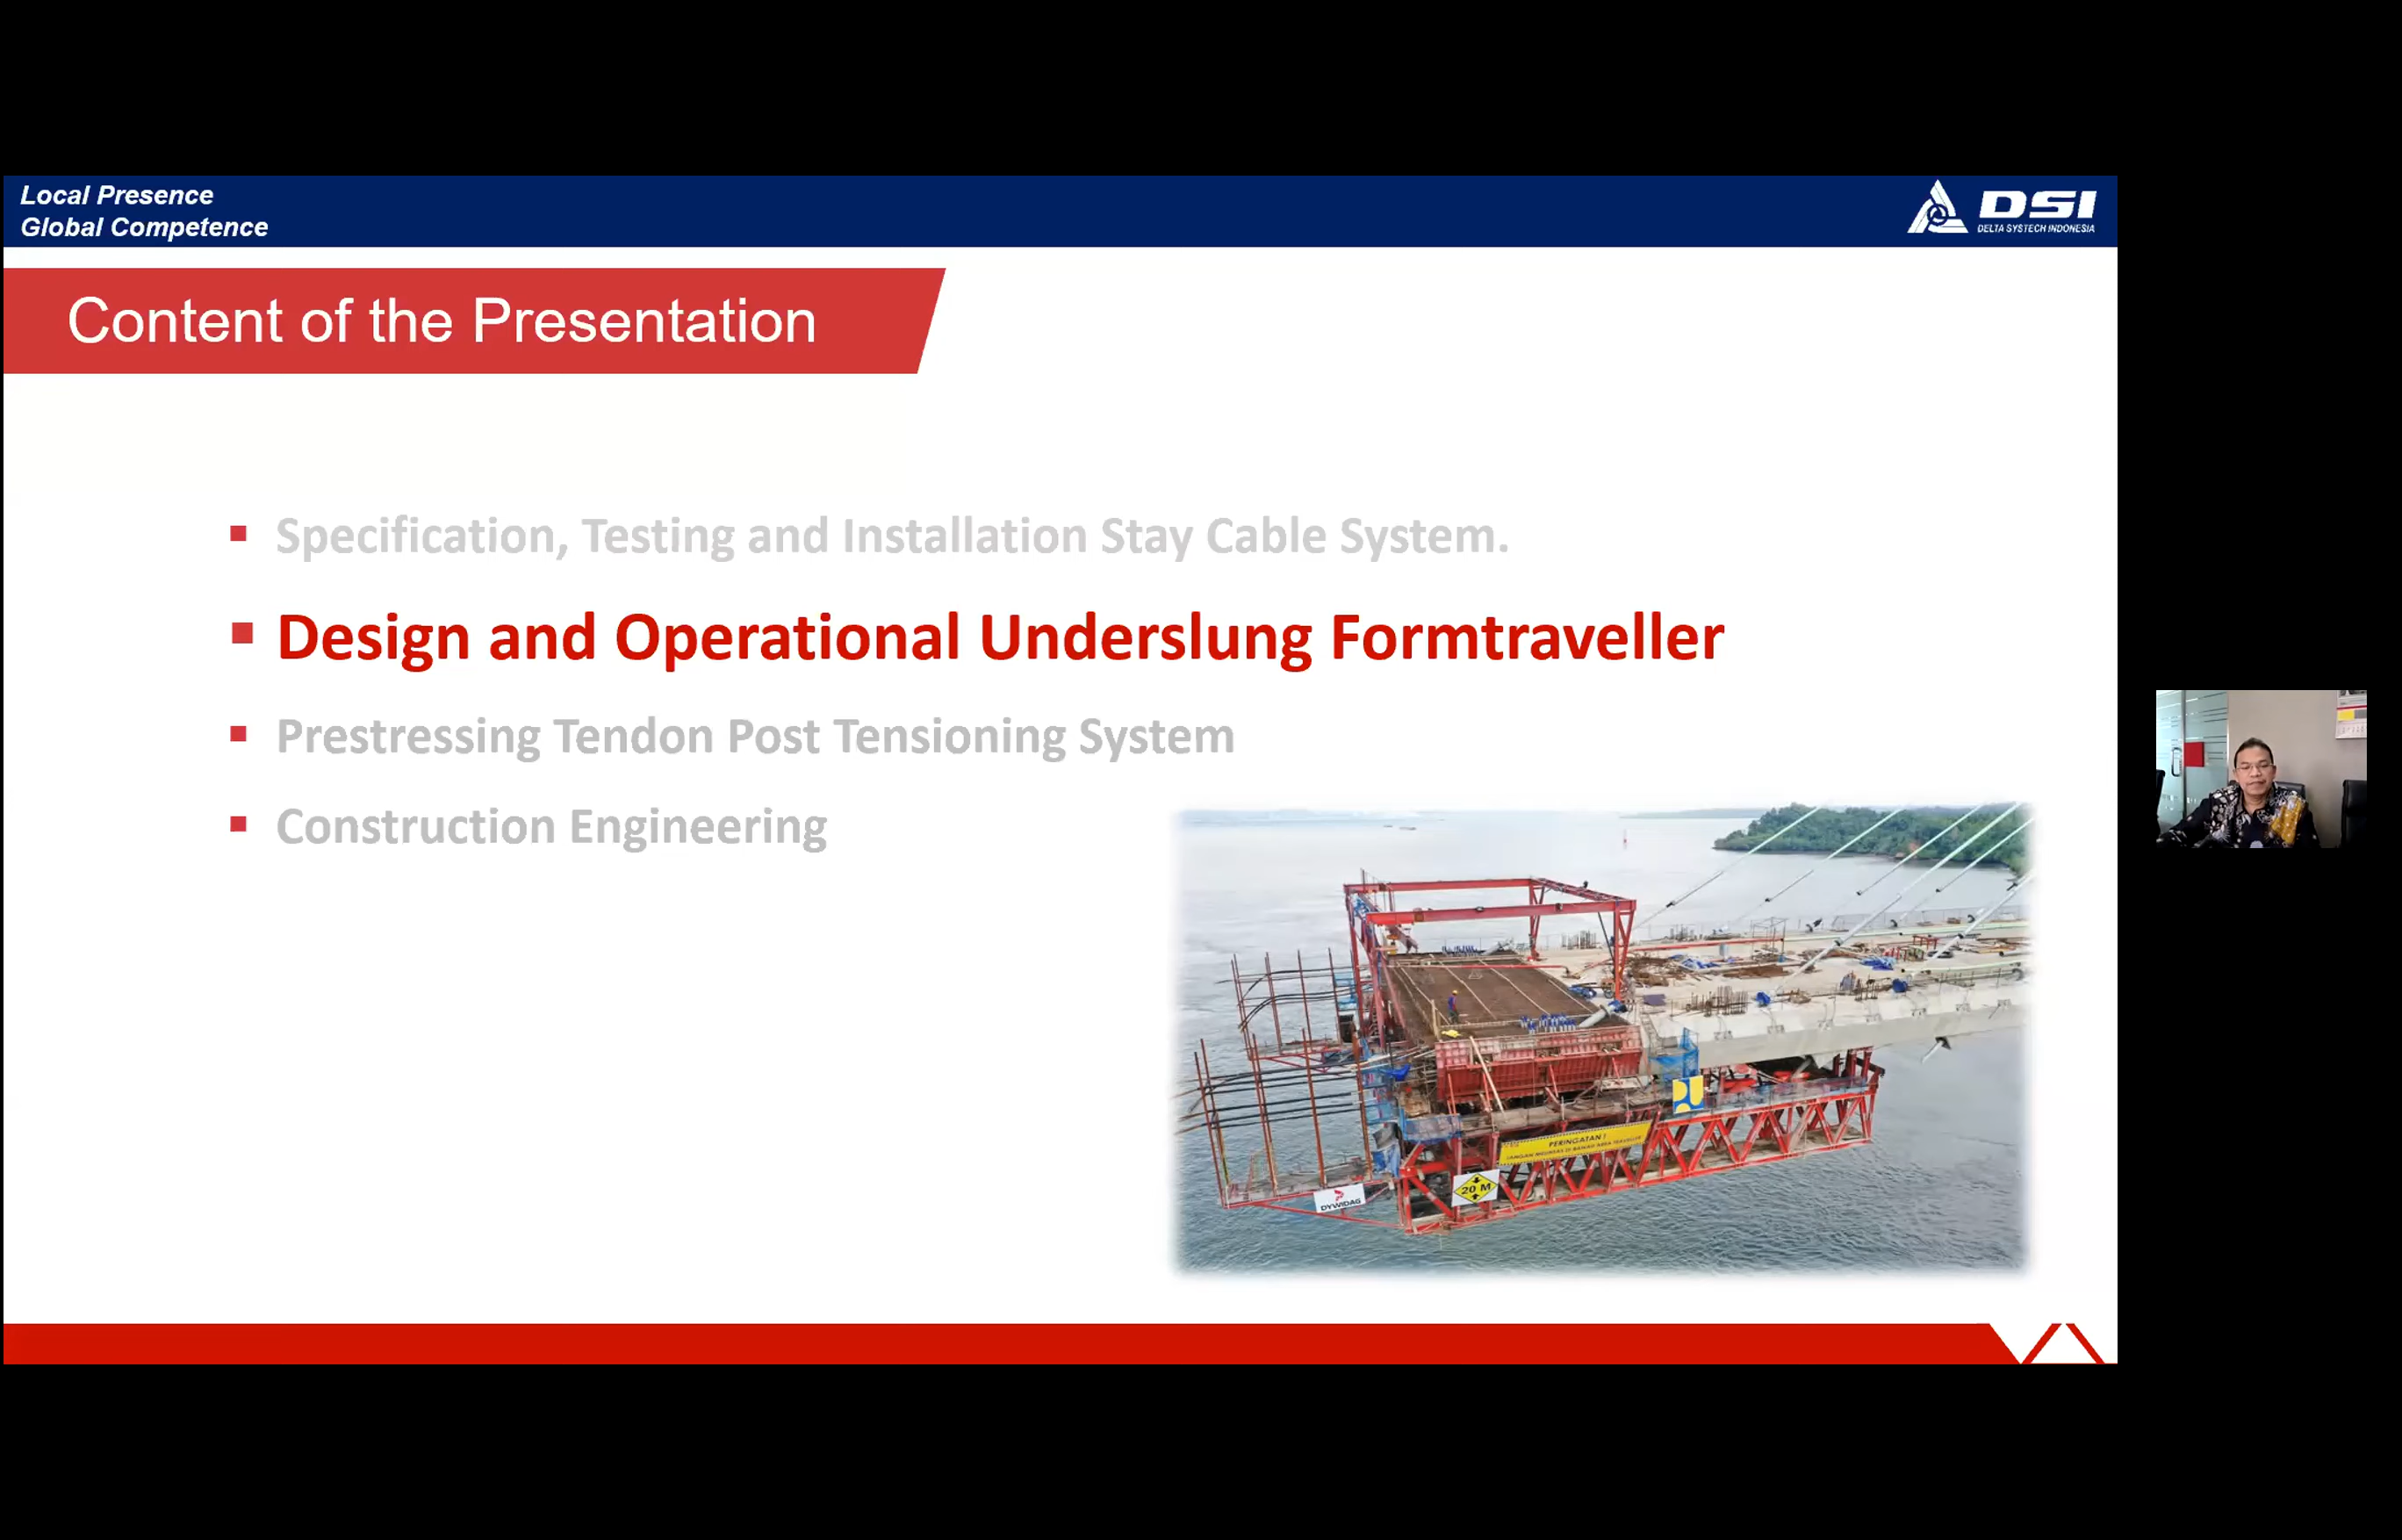 Local Presence
Global Competence
DSI
DELTA SYSTECH INDONESIA
Content of the Presentation
Specification, Testing and Installation Stay Cable System.
Design and Operational Underslung Formtraveller
Prestressing Tendon Post Tensioning System
Construction Engineering
PERINGATAN !
20 M
DYWIDAG